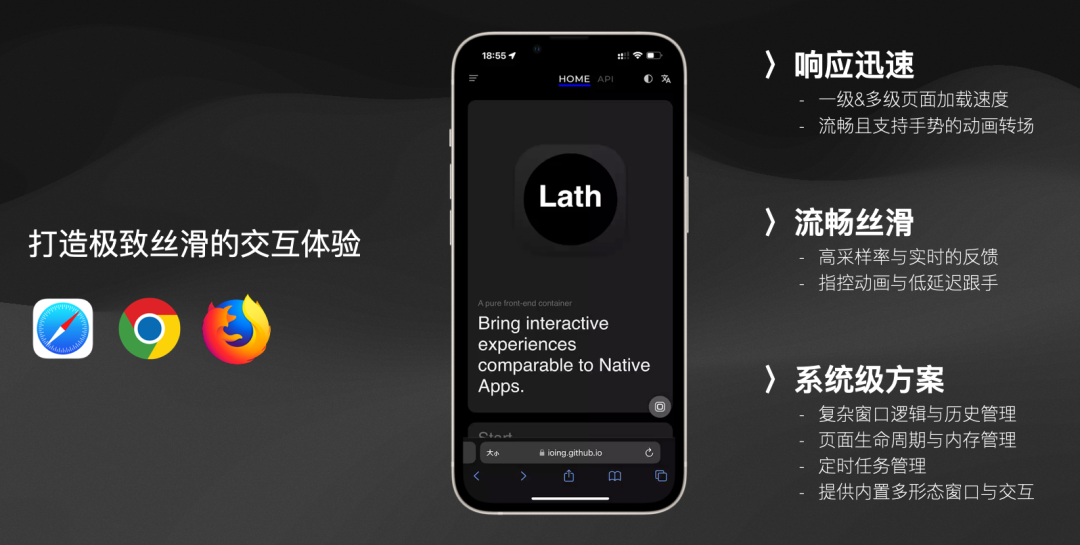 打造极致丝滑的交互体验
18:55
HOME API
Lath
A pure front-end container
Bring interactive
experiences
comparable to Native
Apps.
Start
大小 ioing.github.io
〉响应迅速
- 一级&多级页面加载速度
- 流畅且支持手势的动画转场
〉流畅丝滑
- 高采样率与实时的反馈
- 指控动画与低延迟跟手
〉系统级方案
- 复杂窗口逻辑与历史管理
- 页面生命周期与内存管理
- 定时任务管理
- 提供内置多形态窗口与交互